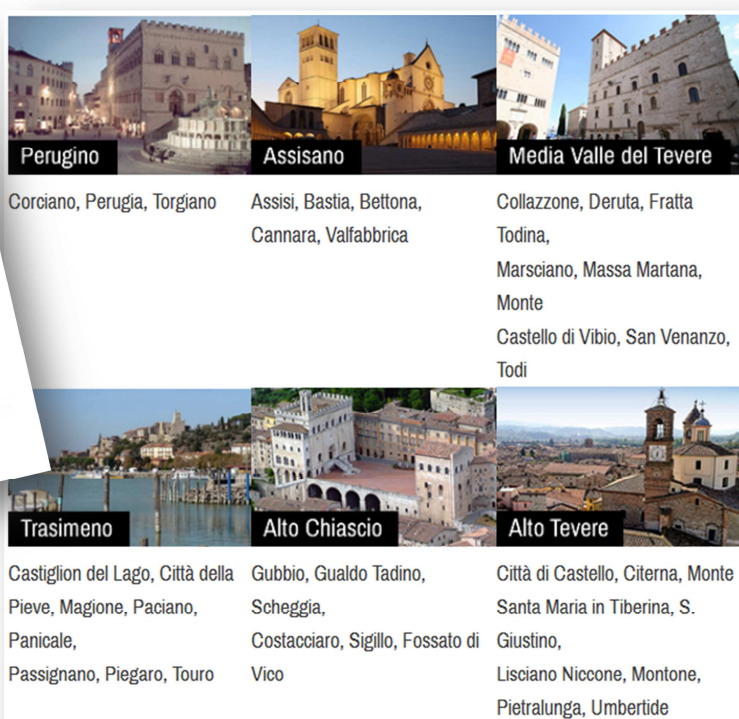 Perugino
Corciano, Perugia, Torgiano
Assisano
Assisi, Bastia, Bettona,
Cannara, Valfabbrica
Media Valle del Tevere
Collazzone, Deruta, Fratta
Todina,
Marsciano, Massa Martana,
Monte
Castello di Vibio, San Venanzo,
Todi
Trasimeno
Castiglion del Lago, Città della
Pieve, Magione, Paciano,
Panicale,
Passignano, Piegaro, Touro
Alto Chiascio
Gubbio, Gualdo Tadino,
Scheggia,
Costacciaro, Sigillo, Fossato di
Vico
Alto Tevere
Città di Castello, Citerna, Monte
Santa Maria in Tiberina, S.
Giustino,
Lisciano Niccone, Montone,
Pietralunga, Umbertide